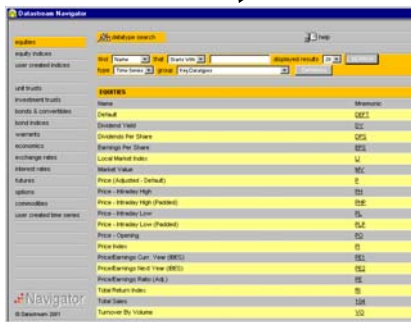 Datastream Navigator
equities
equity indices
user created indices
unit trusts
investment trusts
bonds & convertibles
bond indices
warrants
economics
exchange rates
interest rates
futures
options
commodities
user created time series
Navigator
© Datastream 2001
datatype search
help
find Name that Starts With displayed results 20
type Time Series group Key Datatypes
EQUITIES
Name Mnemonic
Default DEFT
Dividend Yield DY
Dividends Per Share DPS
Earnings Per Share EPS
Local Market Index LI
Market Value MV
Price (Adjusted - Default) P
Price - Intraday High PH
Price - Intraday High (Padded) PHP
Price - Intraday Low PL
Price - Intraday Low (Padded) PLP
Price - Opening PO
Price Index PI
Price/Earnings Curr. Year (IBES) PE1
Price/Earnings Next Year (IBES) PE2
Price/Earnings Ratio (Adj.) PE
Total Return Index RI
Total Sales 104
Turnover By Volume VO